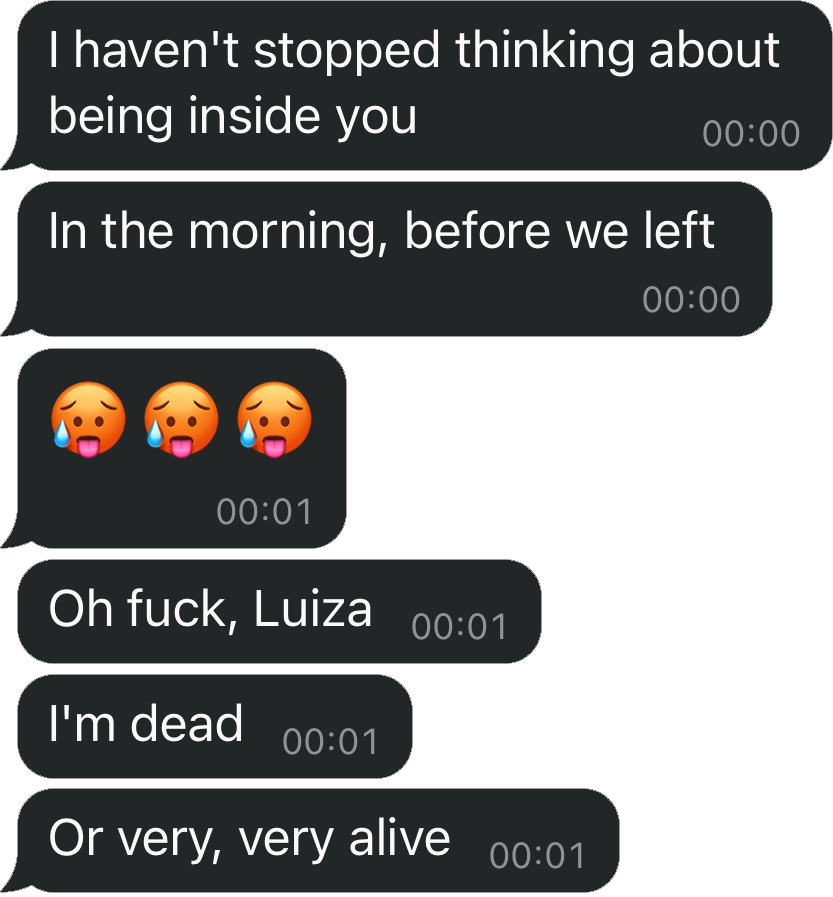 I haven't stopped thinking about
being inside you
00:00
In the morning, before we left
00:00
🥵🥵🥵
00:01
Oh fuck, Luiza 00:01
I'm dead 00:01
Or very, very alive 00:01